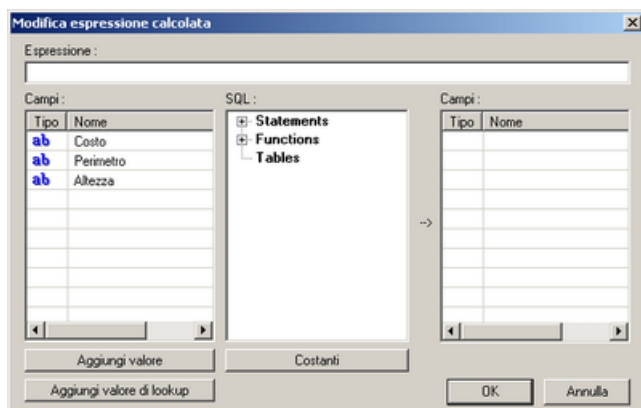 Modifica espressione calcolata
Espressione :
Campi :
Tipo Nome
ab Costo
ab Perimetro
ab Altezza
Aggiungi valore
Aggiungi valore di lookup
SQL :
Statements
Functions
Tables
Costanti
-->
Campi :
Tipo Nome
OK Annulla